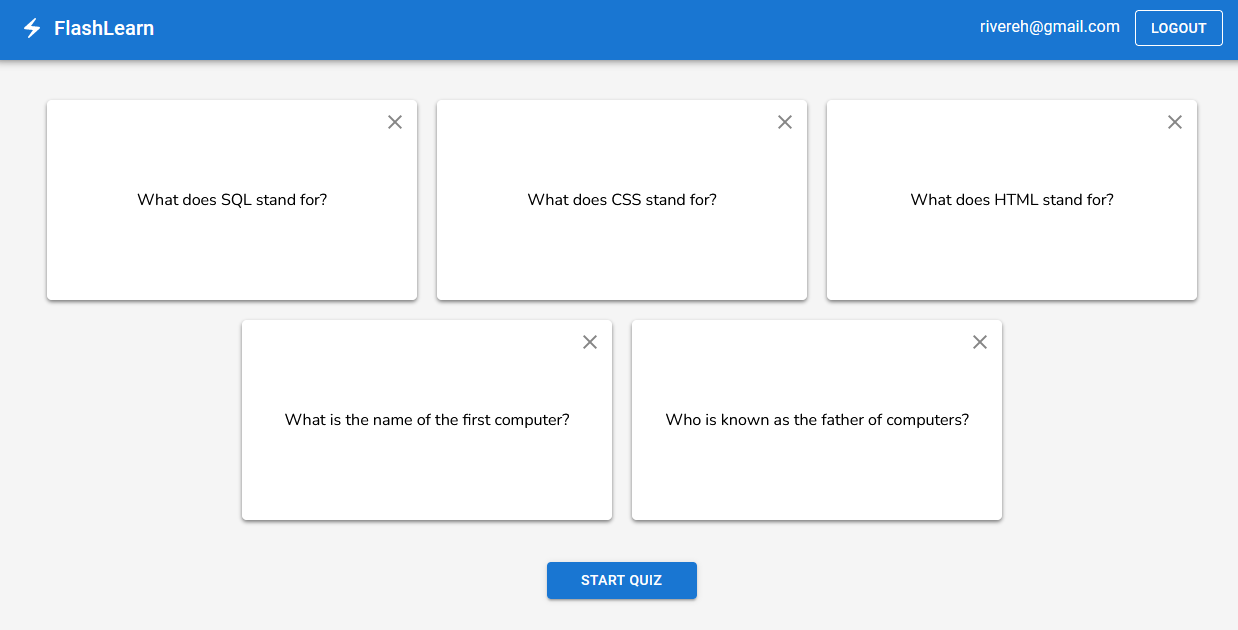 FlashLearn
rivereh@gmail.com
LOGOUT
What does SQL stand for?
What does CSS stand for?
What does HTML stand for?
What is the name of the first computer?
Who is known as the father of computers?
START QUIZ